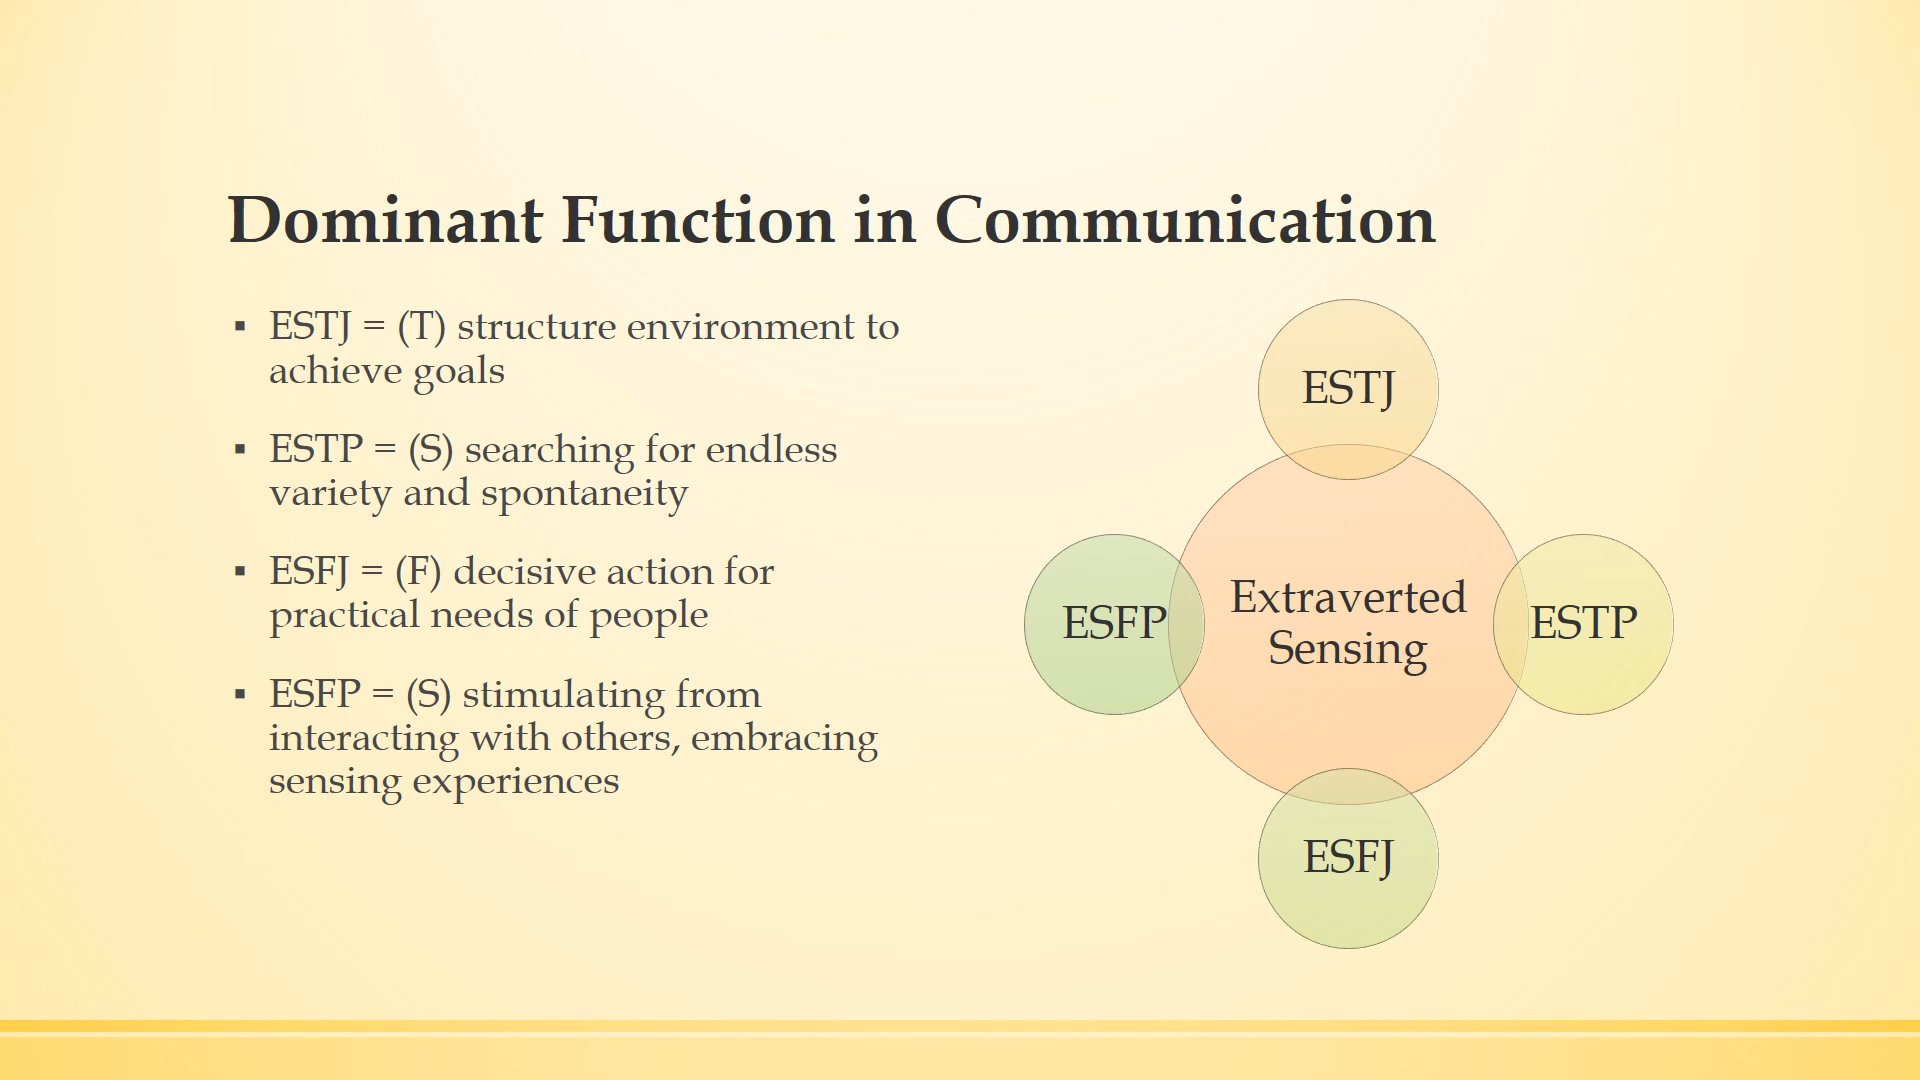 Dominant Function in Communication
▪ ESTJ = (T) structure environment to
achieve goals
▪ ESTP = (S) searching for endless
variety and spontaneity
▪ ESFJ = (F) decisive action for
practical needs of people
▪ ESFP = (S) stimulating from
interacting with others, embracing
sensing experiences
ESTJ
ESFP
Extraverted
Sensing
ESTP
ESFJ